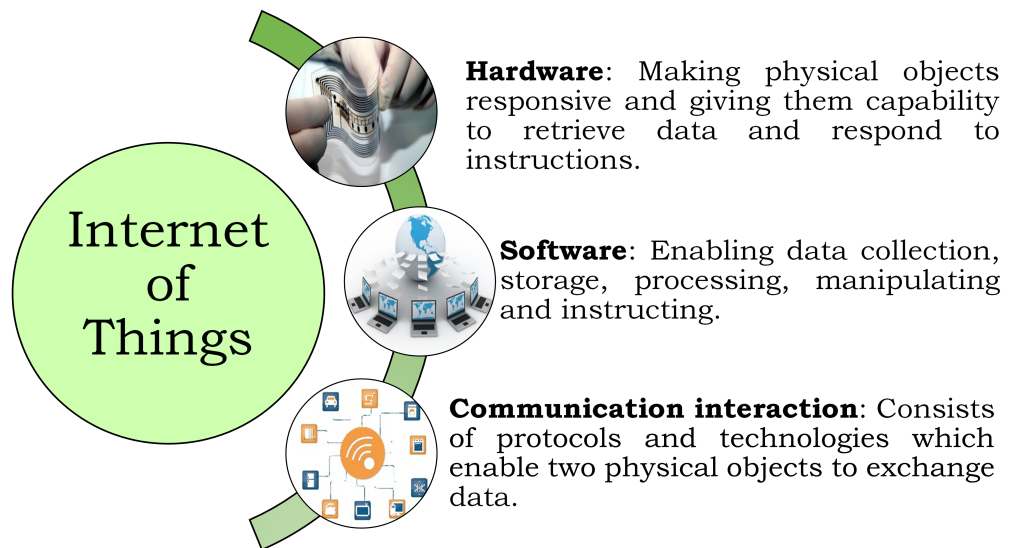 Internet
of
Things
Hardware: Making physical objects
responsive and giving them capability
to retrieve data and respond to
instructions.
Software: Enabling data collection,
storage, processing, manipulating
and instructing.
Communication interaction: Consists
of protocols and technologies which
enable two physical objects to exchange
data.